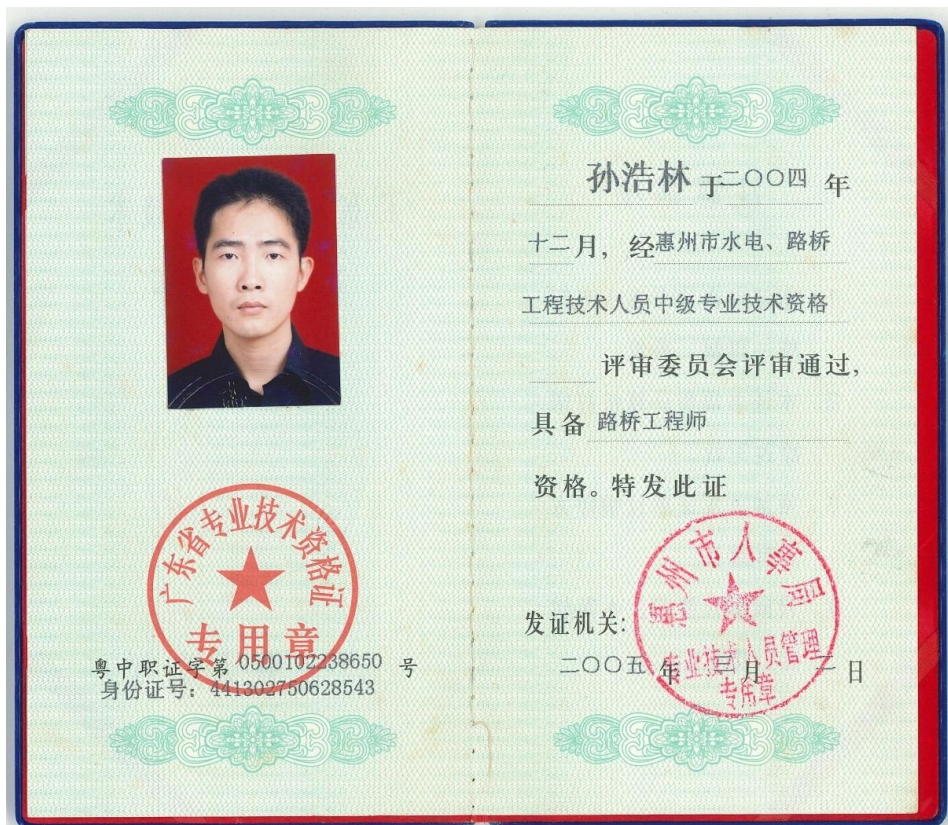 广东省专业技术资格证
专用章
粤中职证字第 0500102238650 号
身份证号：441302750628543
孙浩林 于二〇〇四 年
十二月，经惠州市水电、路桥
工程技术人员中级专业技术资格
评审委员会评审通过，
具备 路桥工程师
资格。特发此证
惠州市人事局
专业技术人员管理
专用章
发证机关：
二〇〇五 年 三 月 二 日